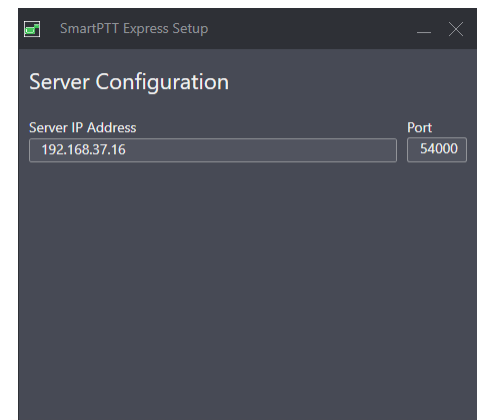 SmartPTT Express Setup
Server Configuration
Server IP Address Port
192.168.37.16 54000